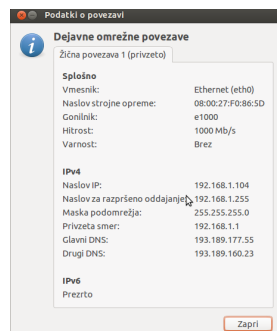 Podatki o povezavi
Dejavne omrežne povezave
Žična povezava 1 (privzeto)
Splošno
Vmesnik: Ethernet (eth0)
Naslov strojne opreme: 08:00:27:F0:86:5D
Gonilnik: e1000
Hitrost: 1000 Mb/s
Varnost: Brez
IPv4
Naslov IP: 192.168.1.104
Naslov za razpršeno oddajanje: 192.168.1.255
Maska podomrežja: 255.255.255.0
Privzeta smer: 192.168.1.1
Glavni DNS: 193.189.177.55
Drugi DNS: 193.189.160.23
IPv6
Prezrto
Zapri